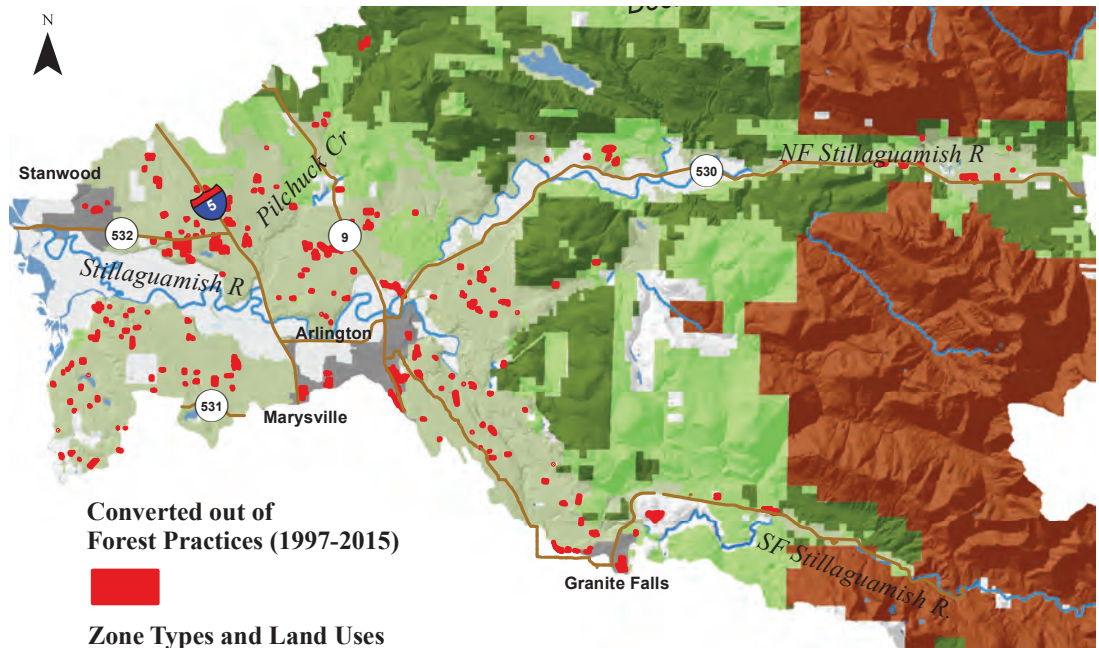 N
Stanwood
Pilchuck Cr
5
532
9
530
NF Stillaguamish R
Stillaguamish R
Arlington
531
Marysville
Converted out of
Forest Practices (1997-2015)
Granite Falls
SF Stillaguamish R.
Zone Types and Land Uses